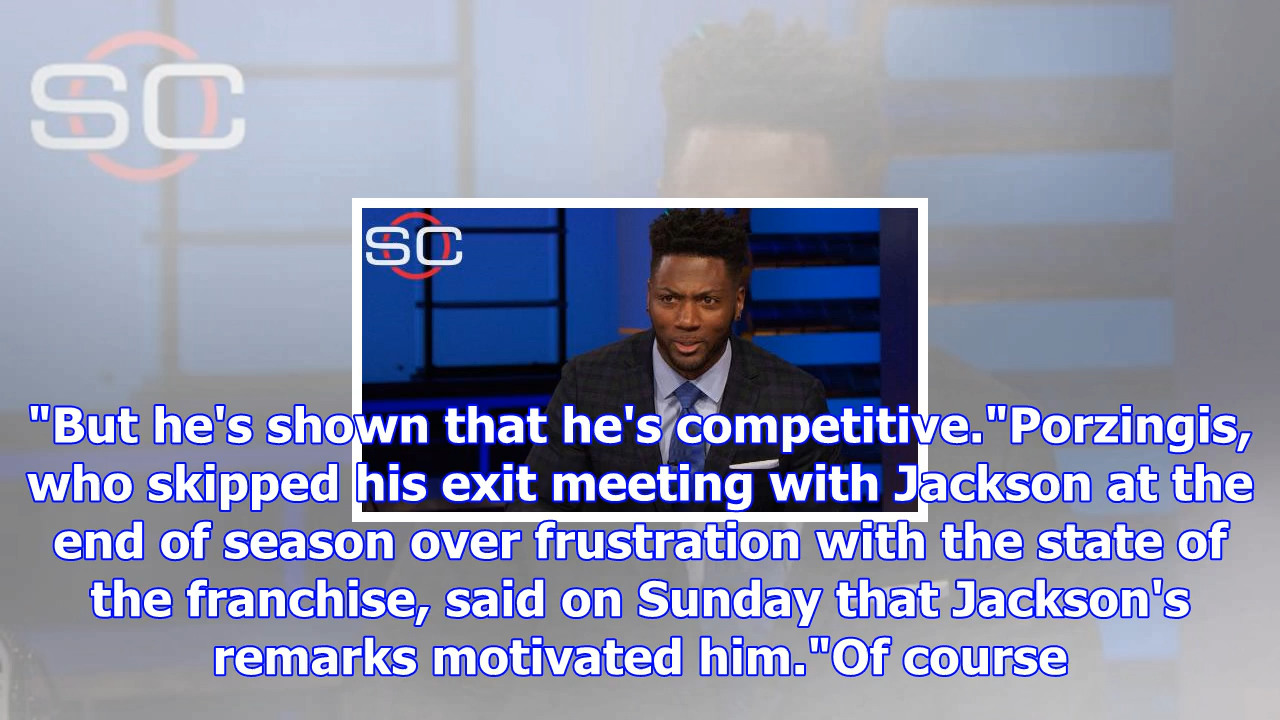 SC
SC
"But he's shown that he's competitive."Porzingis,
who skipped his exit meeting with Jackson at the
end of season over frustration with the state of
the franchise, said on Sunday that Jackson's
remarks motivated him."Of course